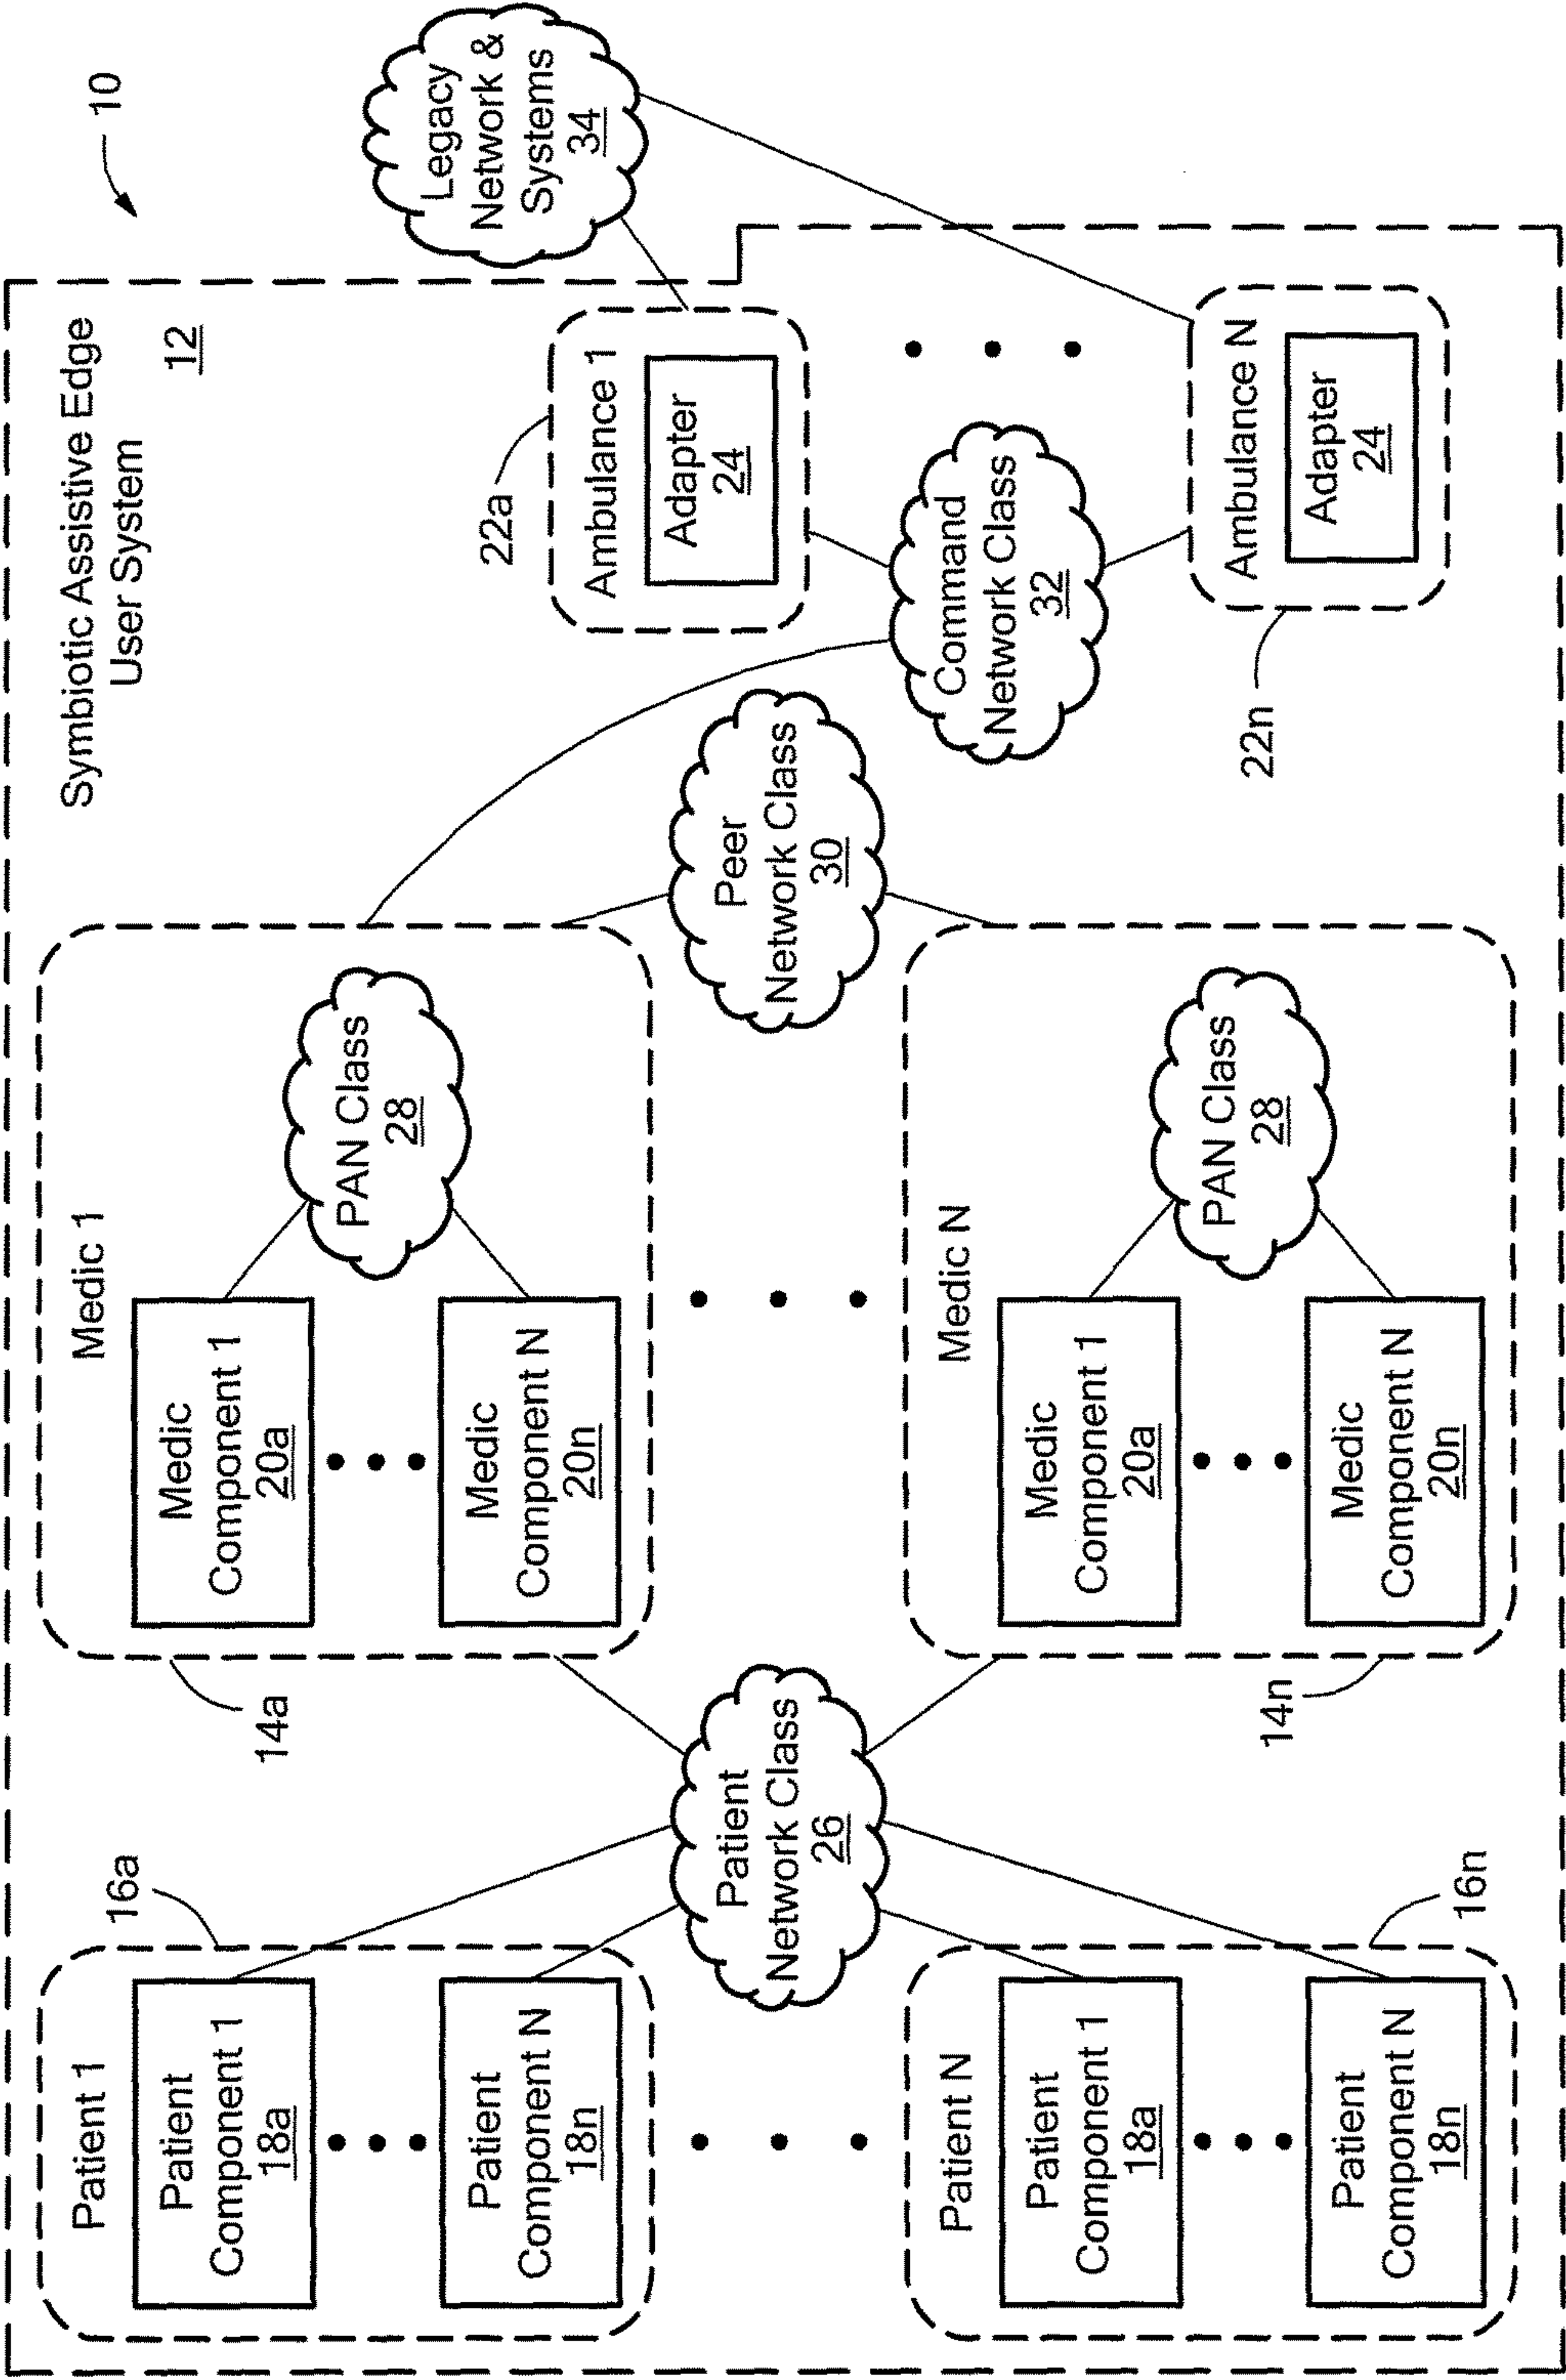 10
Symbiotic Assistive Edge
User System
12
Patient 1
16a
Patient
Component 1
18a
Patient
Component N
18n
Patient N
16n
Patient
Component 1
18a
Patient
Component N
18n
Patient
Network Class
26
Medic 1
14a
Medic
Component 1
20a
Medic
Component N
20n
PAN Class
28
Medic N
14n
Medic
Component 1
20a
Medic
Component N
20n
PAN Class
28
Peer
Network Class
30
Command
Network Class
32
22a
Ambulance 1
Adapter
24
22n
Ambulance N
Adapter
24
Legacy
Network &
Systems
34